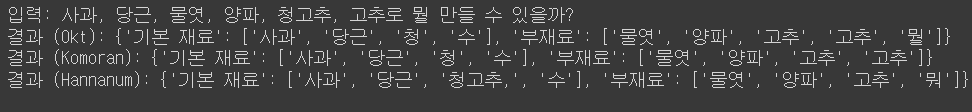 입력: 사과, 당근, 물엿, 양파, 청고추, 고추로 뭘 만들 수 있을까?
결과 (Okt): {'기본 재료': ['사과', '당근', '청', '수'], '부재료': ['물엿', '양파', '고추', '고추', '뭘']}
결과 (Komoran): {'기본 재료': ['사과', '당근', '청', '수'], '부재료': ['물엿', '양파', '고추', '고추']}
결과 (Hannanum): {'기본 재료': ['사과', '당근', '청고추,', '수'], '부재료': ['물엿', '양파', '고추', '뭐']}